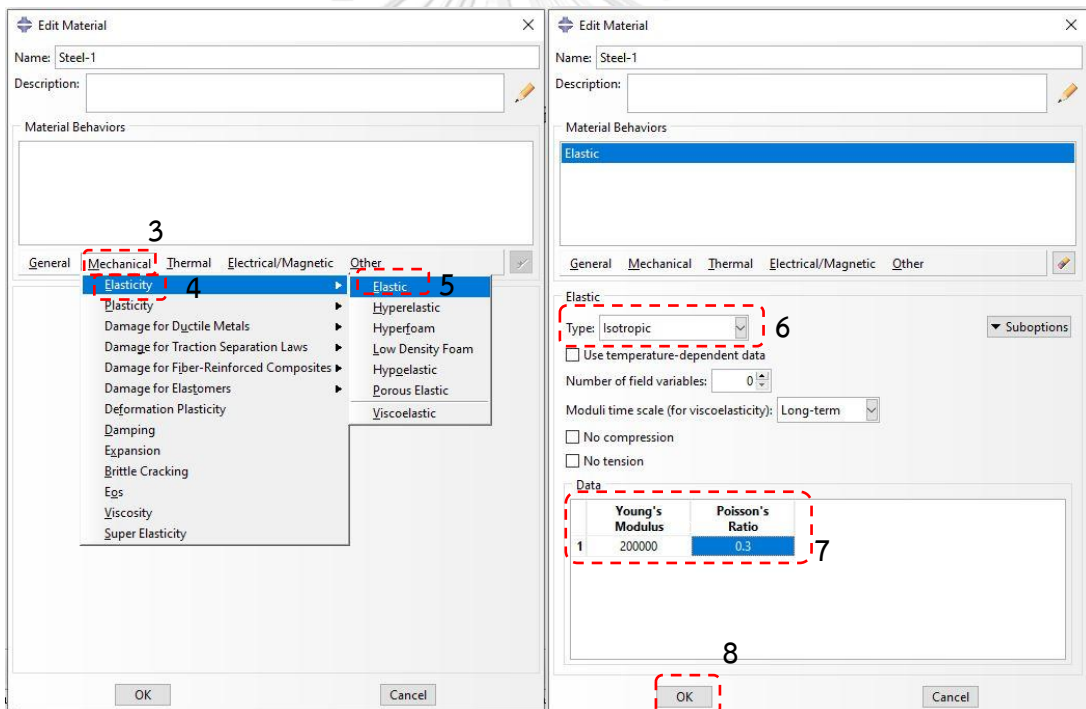 Edit Material
Name: Steel-1
Description:
Material Behaviors
3
General Mechanical Thermal Electrical/Magnetic Other
Elasticity 4
Plasticity
Damage for Ductile Metals
Damage for Traction Separation Laws
Damage for Fiber-Reinforced Composites
Damage for Elastomers
Deformation Plasticity
Damping
Expansion
Brittle Cracking
Eos
Viscosity
Super Elasticity
Elastic 5
Hyperelastic
Hyperfoam
Low Density Foam
Hypoelastic
Porous Elastic
Viscoelastic
OK Cancel
Edit Material
Name: Steel-1
Description:
Material Behaviors
Elastic
General Mechanical Thermal Electrical/Magnetic Other
Elastic
Type: Isotropic 6 Suboptions
Use temperature-dependent data
Number of field variables: 0
Moduli time scale (for viscoelasticity): Long-term
No compression
No tension
Data
Young's Poisson's
Modulus Ratio
1 200000 0.3 7
8
OK Cancel